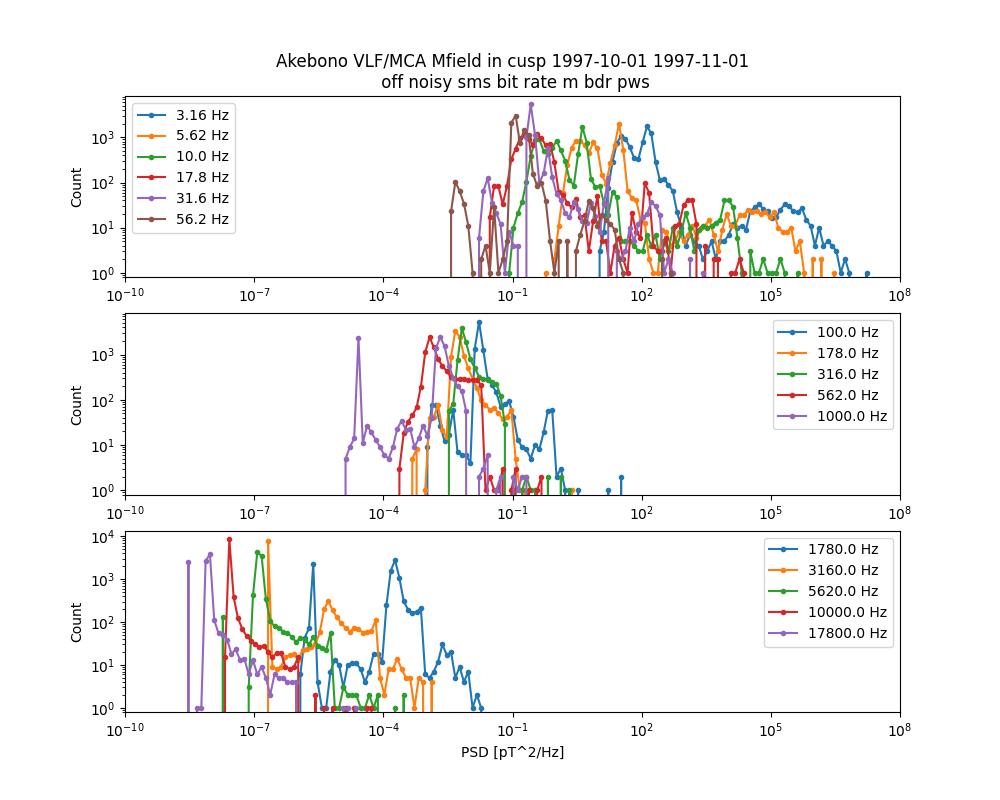 Akebono VLF/MCA Mfield in cusp 1997-10-01 1997-11-01
off noisy sms bit rate m bdr pws
Count
10^3
10^2
10^1
10^0
3.16 Hz
5.62 Hz
10.0 Hz
17.8 Hz
31.6 Hz
56.2 Hz
10^−10
10^−7
10^−4
10^−1
10^2
10^5
10^8
Count
10^3
10^2
10^1
10^0
100.0 Hz
178.0 Hz
316.0 Hz
562.0 Hz
1000.0 Hz
10^−10
10^−7
10^−4
10^−1
10^2
10^5
10^8
Count
10^4
10^3
10^2
10^1
10^0
1780.0 Hz
3160.0 Hz
5620.0 Hz
10000.0 Hz
17800.0 Hz
10^−10
10^−7
10^−4
10^−1
10^2
10^5
10^8
PSD [pT^2/Hz]